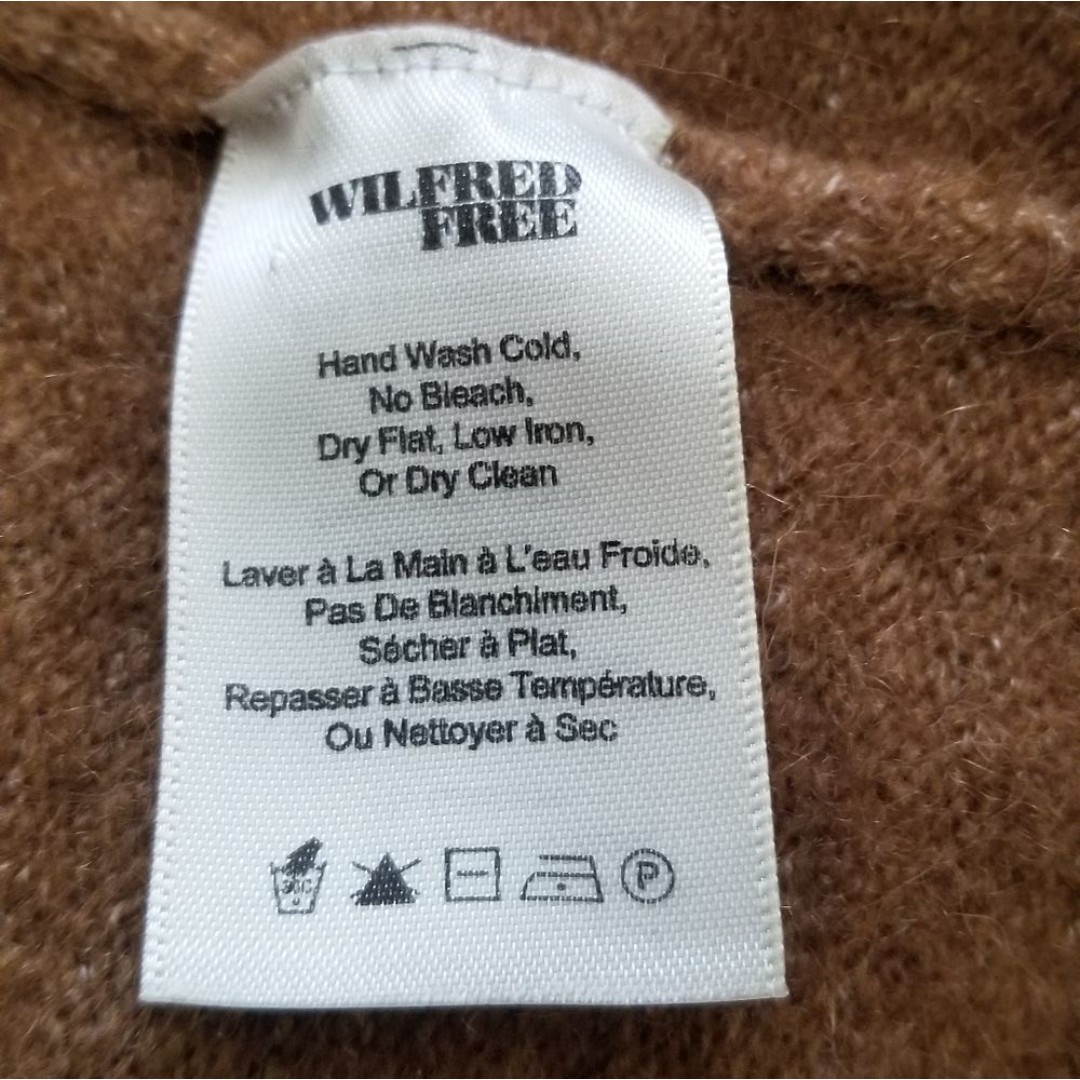 WILFRED
FREE
Hand Wash Cold,
No Bleach,
Dry Flat, Low Iron,
Or Dry Clean
Laver à La Main à L'eau Froide,
Pas De Blanchiment,
Sécher à Plat,
Repasser à Basse Température,
Ou Nettoyer à Sec
30C P